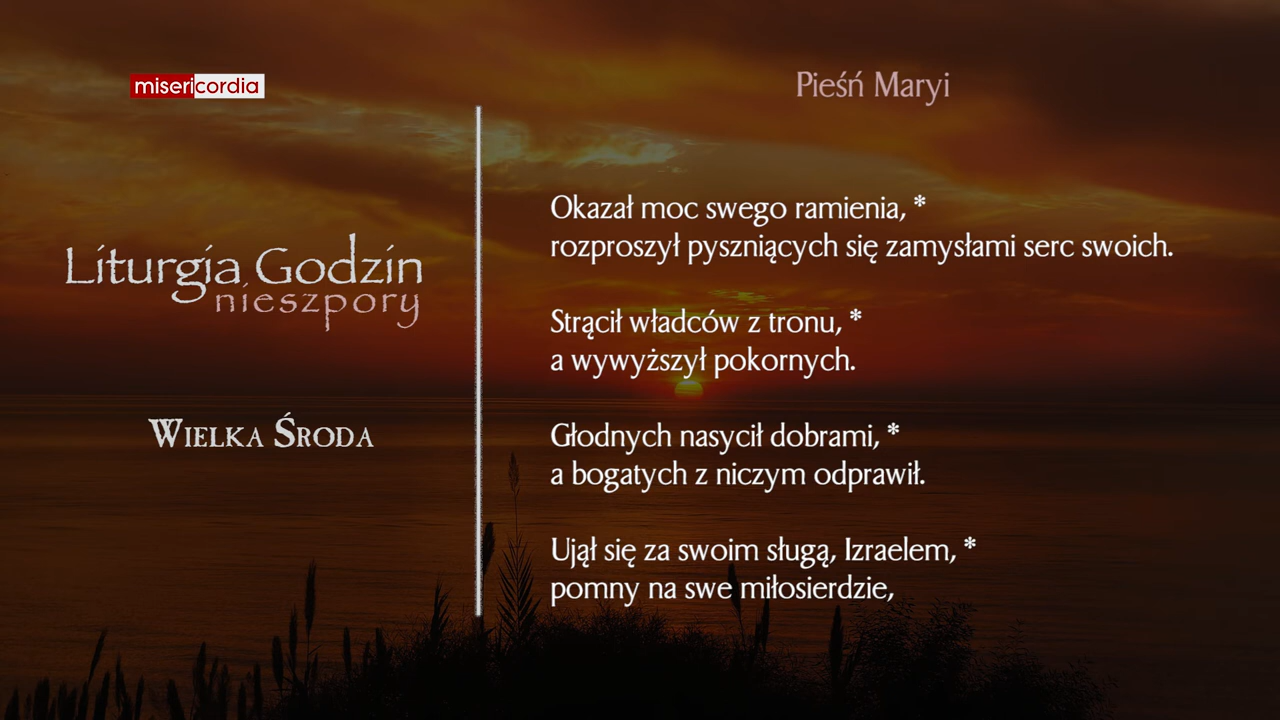 misericordia
Liturgia Godzin
nieszpory
Wielka Środa
Pieśń Maryi
Okazał moc swego ramienia, *
rozproszył pyszniących się zamysłami serc swoich.
Strącił władców z tronu, *
a wywyższył pokornych.
Głodnych nasycił dobrami, *
a bogatych z niczym odprawił.
Ujął się za swoim sługą, Izraelem, *
pomny na swe miłosierdzie,